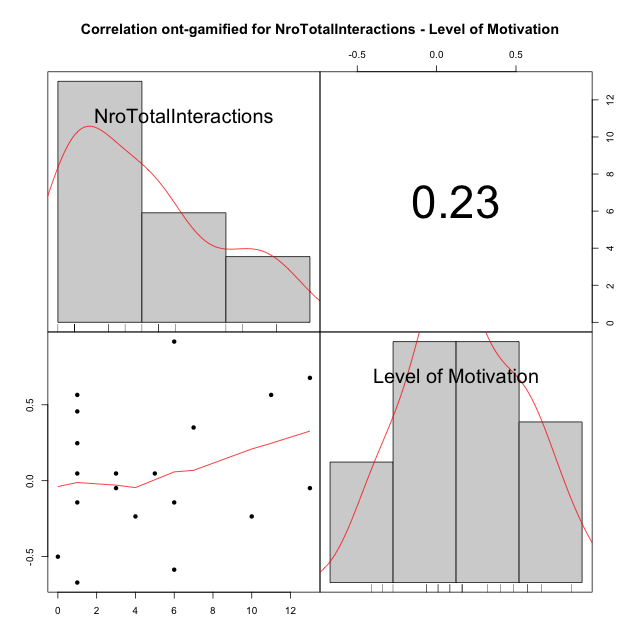 Correlation ont-gamified for NroTotalInteractions - Level of Motivation
-0.5 0.0 0.5
NroTotalInteractions
0.23
12
10
8
6
4
2
0
Level of Motivation
0.5
0.0
-0.5
0 2 4 6 8 10 12